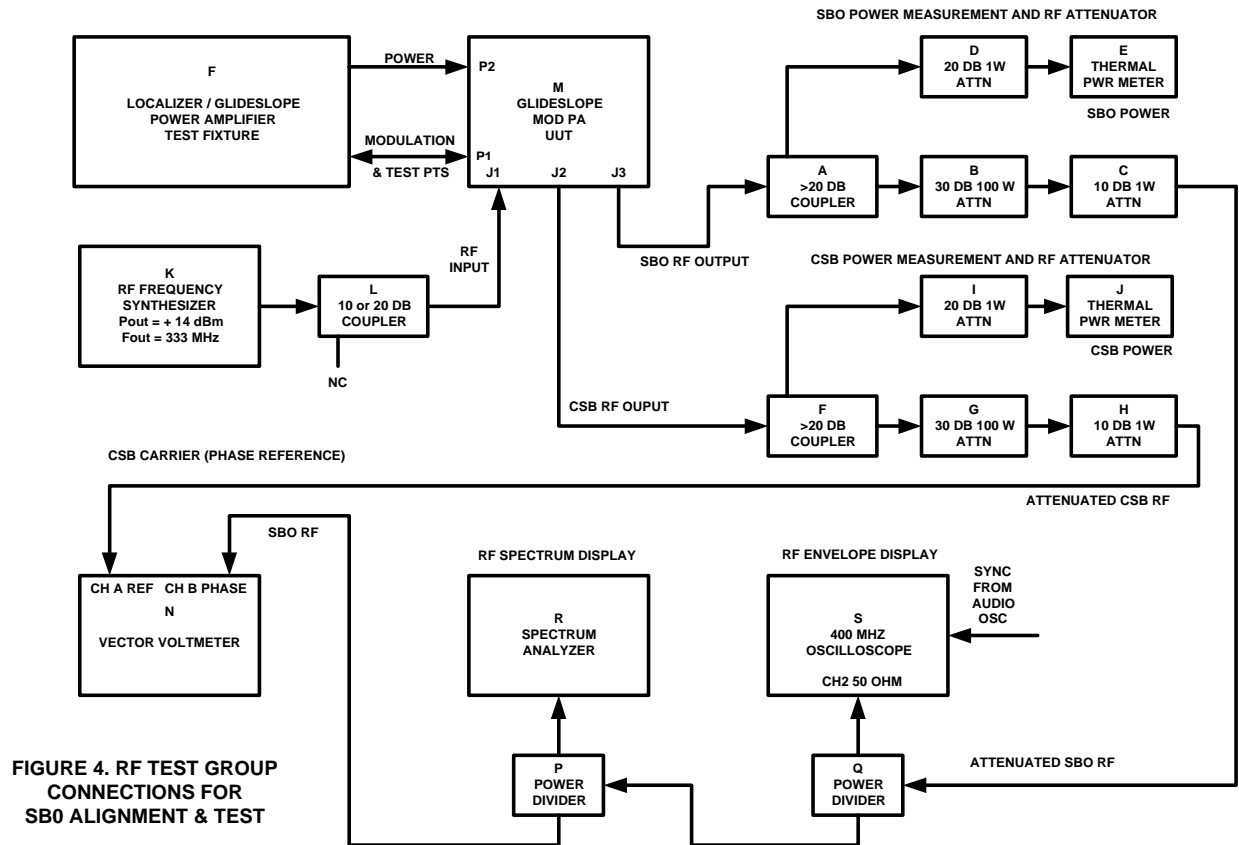 SBO POWER MEASUREMENT AND RF ATTENUATOR
F
LOCALIZER / GLIDESLOPE
POWER AMPLIFIER
TEST FIXTURE
POWER
MODULATION
& TEST PTS
P2
M
GLIDESLOPE
MOD PA
UUT
P1
J1
J2
J3
D
20 DB 1W
ATTN
E
THERMAL
PWR METER
SBO POWER
A
>20 DB
COUPLER
B
30 DB 100 W
ATTN
C
10 DB 1W
ATTN
K
RF FREQUENCY
SYNTHESIZER
Pout = + 14 dBm
Fout = 333 MHz
L
10 or 20 DB
COUPLER
NC
RF
INPUT
SBO RF OUTPUT
CSB POWER MEASUREMENT AND RF ATTENUATOR
I
20 DB 1W
ATTN
J
THERMAL
PWR METER
CSB POWER
CSB RF OUPUT
F
>20 DB
COUPLER
G
30 DB 100 W
ATTN
H
10 DB 1W
ATTN
CSB CARRIER (PHASE REFERENCE)
ATTENUATED CSB RF
SBO RF
CH A REF CH B PHASE
N
VECTOR VOLTMETER
RF SPECTRUM DISPLAY
R
SPECTRUM
ANALYZER
RF ENVELOPE DISPLAY
S
400 MHZ
OSCILLOSCOPE
CH2 50 OHM
SYNC
FROM
AUDIO
OSC
P
POWER
DIVIDER
Q
POWER
DIVIDER
ATTENUATED SBO RF
FIGURE 4. RF TEST GROUP
CONNECTIONS FOR
SB0 ALIGNMENT & TEST